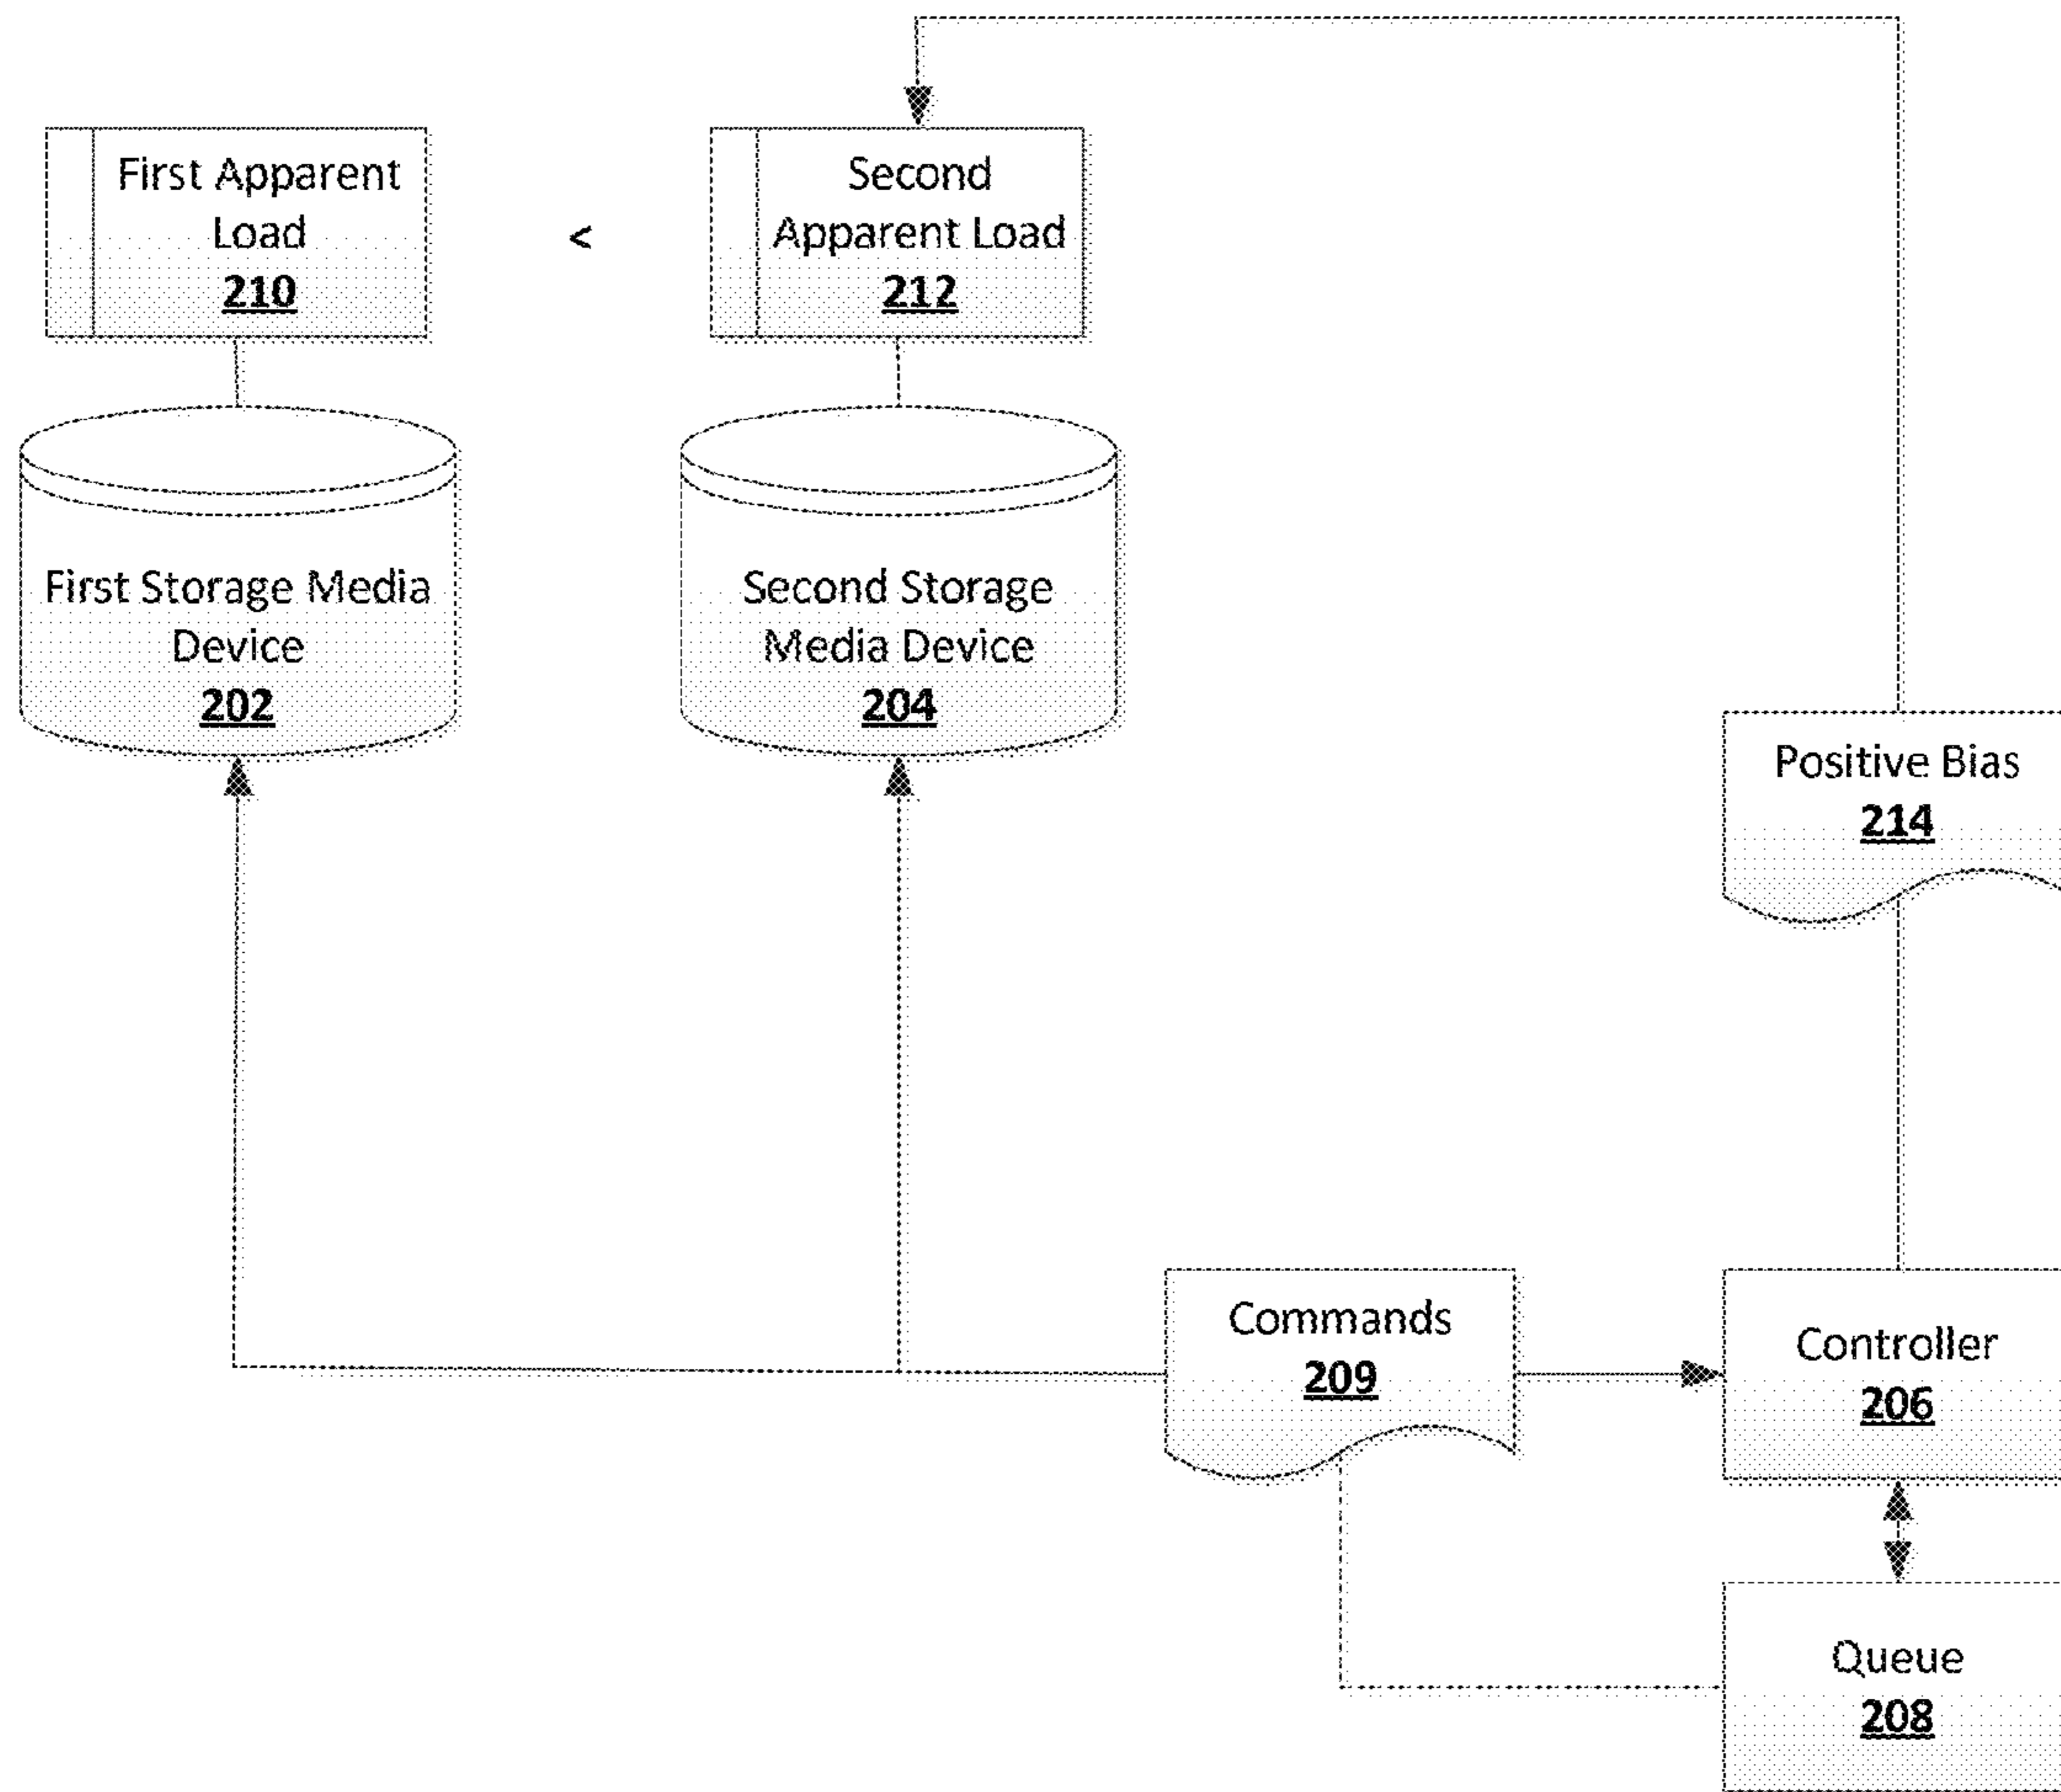 First Apparent
Load
210
<
Second
Apparent Load
212
First Storage Media
Device
202
Second Storage
Media Device
204
Positive Bias
214
Commands
209
Controller
206
Queue
208